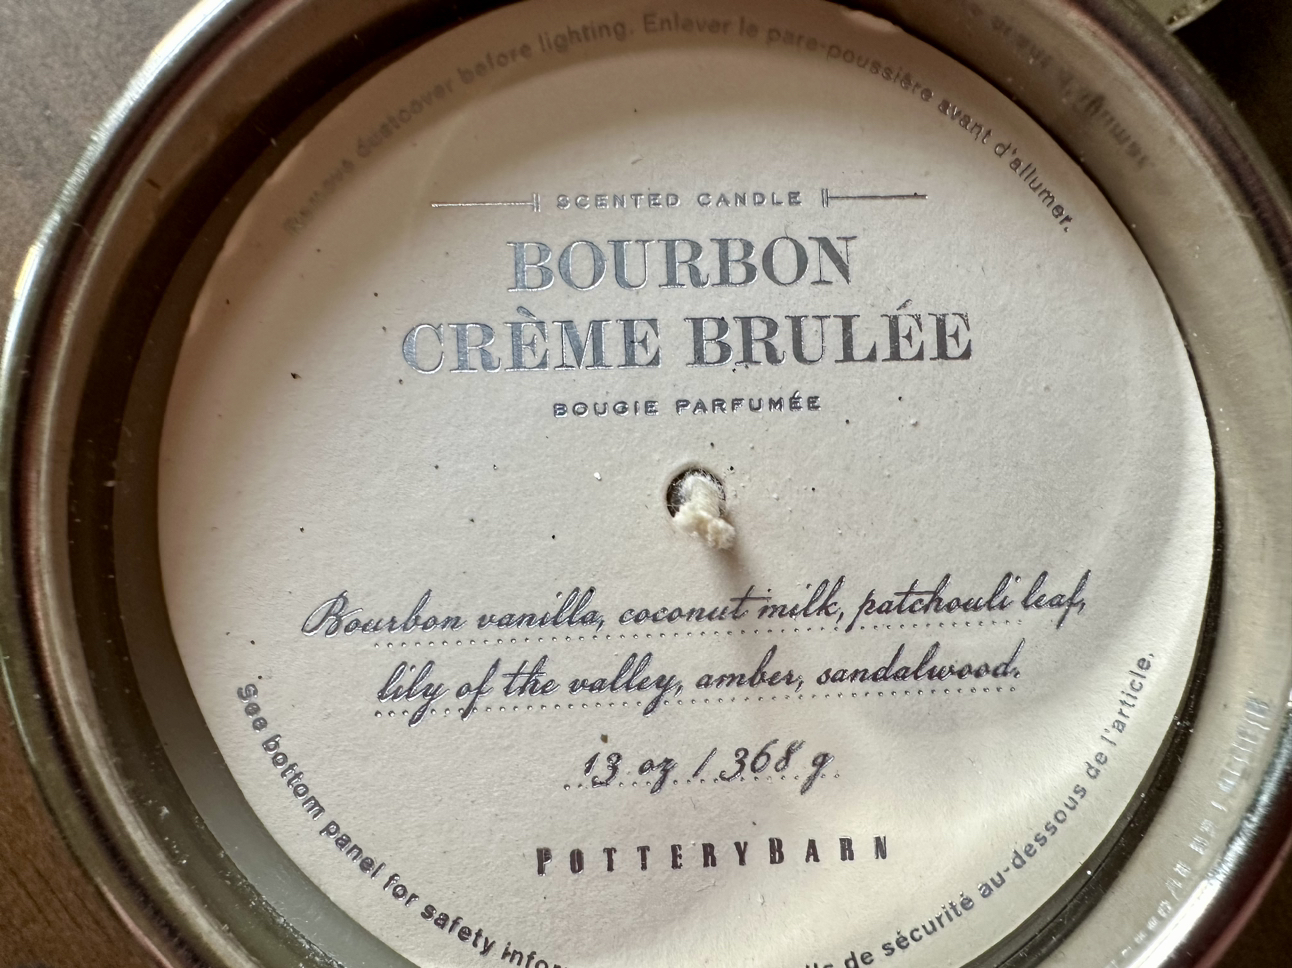 Remove dustcover before lighting. Enlever le pare-poussière avant d'allumer.
SCENTED CANDLE
BOURBON
CRÈME BRULÉE
BOUGIE PARFUMÉE
Bourbon vanilla, coconut milk, patchouli leaf,
lily of the valley, amber, sandalwood.
13 oz / 368 g
POTTERYBARN
See bottom panel for safety
de sécurité au-dessous de l'article.